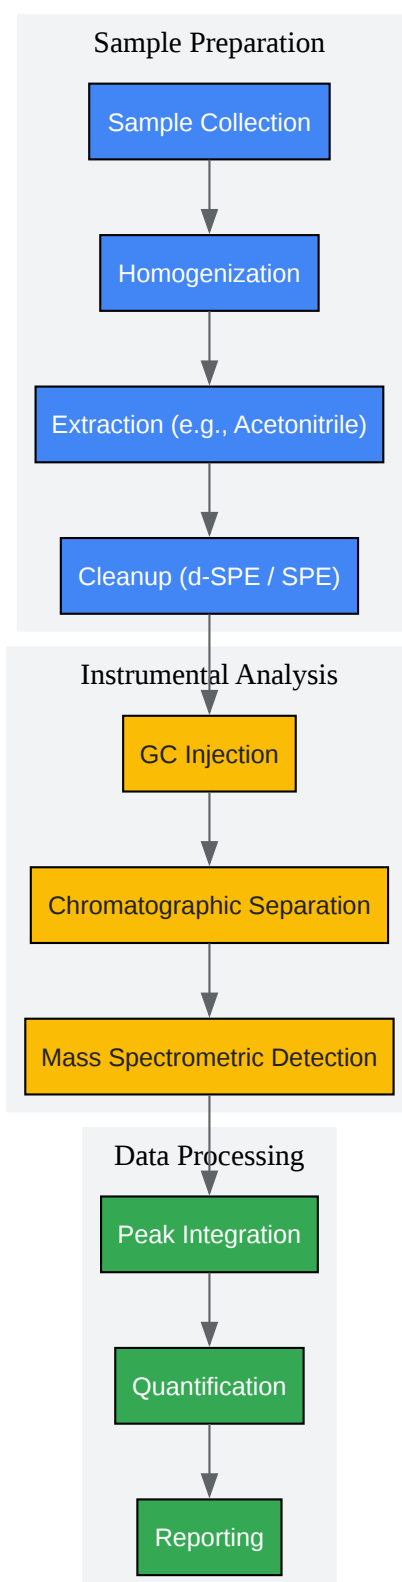 Sample Preparation
Sample Collection
Homogenization
Extraction (e.g., Acetonitrile)
Cleanup (d-SPE / SPE)
Instrumental Analysis
GC Injection
Chromatographic Separation
Mass Spectrometric Detection
Data Processing
Peak Integration
Quantification
Reporting